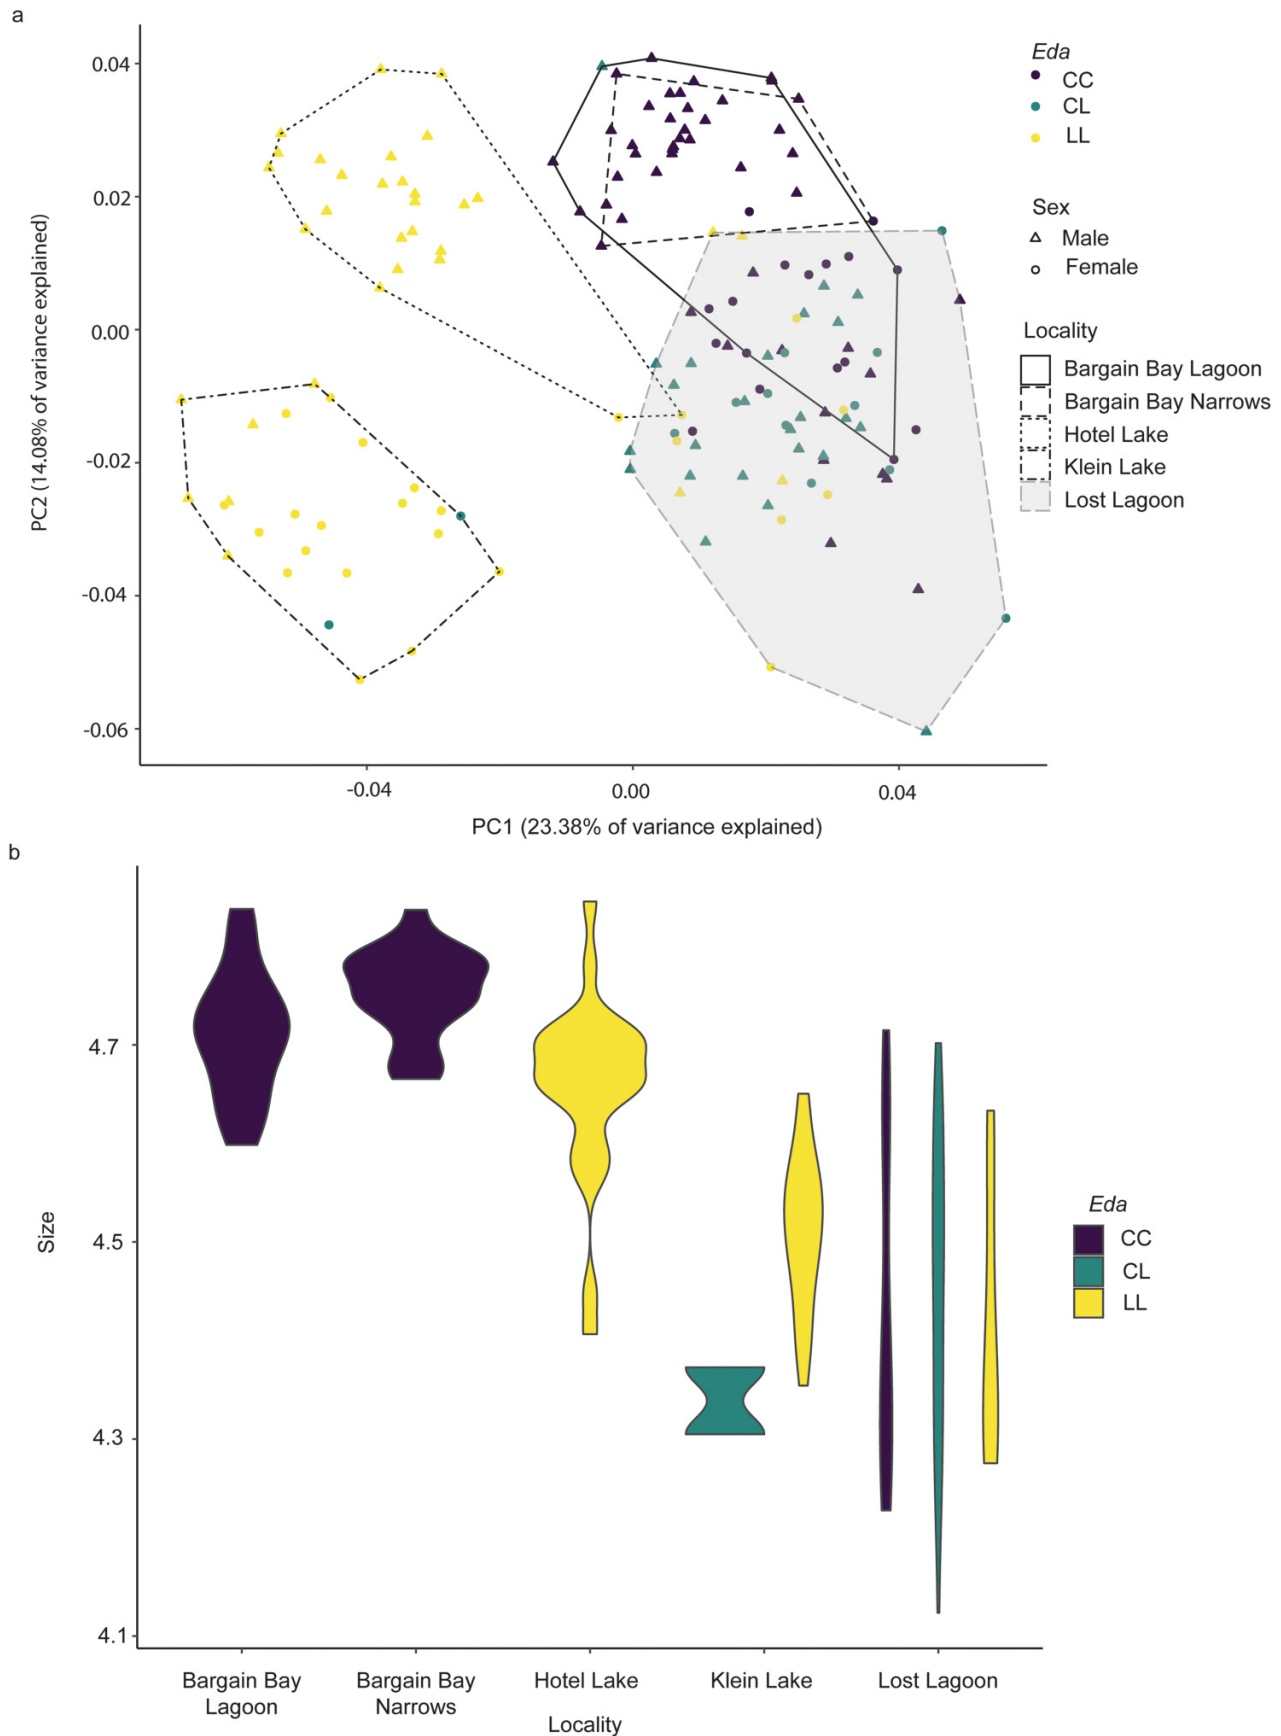 a
0.04
0.02
0.00
-0.02
-0.04
-0.06
PC2 (14.08% of variance explained)
-0.04
0.00
0.04
PC1 (23.38% of variance explained)
Eda
CC
CL
LL
Sex
Male
Female
Locality
Bargain Bay Lagoon
Bargain Bay Narrows
Hotel Lake
Klein Lake
Lost Lagoon
b
4.7
4.5
4.3
4.1
Size
Bargain Bay
Lagoon
Bargain Bay
Narrows
Hotel Lake
Klein Lake
Lost Lagoon
Locality
Eda
CC
CL
LL